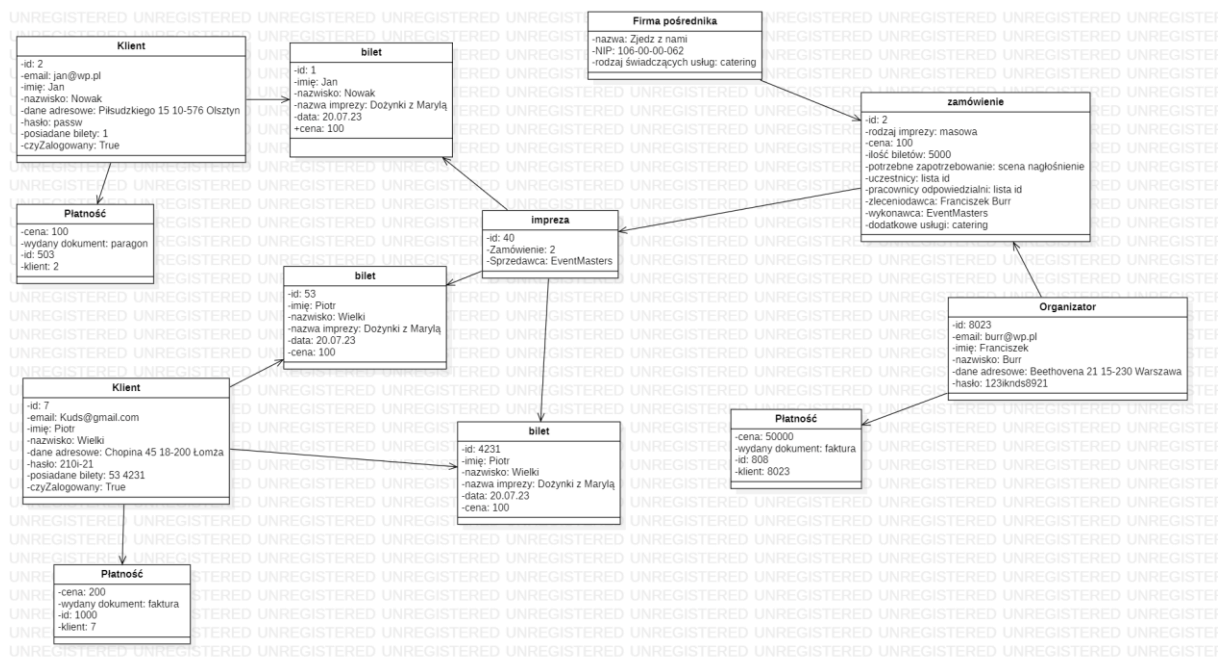 Firma pośrednika
-nazwa: Zjedz z nami
-NIP: 106-00-00-062
-rodzaj świadczących usług: catering
Klient
-id: 2
-email: jan@wp.pl
-imię: Jan
-nazwisko: Nowak
-dane adresowe: Piłsudzkiego 15 10-576 Olsztyn
-hasło: passw
-posiadane bilety: 1
-czyZalogowany: True
bilet
-id: 1
-imię: Jan
-nazwisko: Nowak
-nazwa imprezy: Dożynki z Marylą
-data: 20.07.23
+cena: 100
zamówienie
-id: 2
-rodzaj imprezy: masowa
-cena: 100
-ilość biletów: 5000
-potrzebne zapotrzebowanie: scena nagłośnienie
-uczestnicy: lista id
-pracownicy odpowiedzialni: lista id
-zleceniodawca: Franciszek Burr
-wykonawca: EventMasters
-dodatkowe usługi: catering
Płatność
-cena: 100
-wydany dokument: paragon
-id: 503
-klient: 2
impreza
-id: 40
-Zamówienie: 2
-Sprzedawca: EventMasters
bilet
-id: 53
-imię: Piotr
-nazwisko: Wielki
-nazwa imprezy: Dożynki z Marylą
-data: 20.07.23
-cena: 100
Organizator
-id: 8023
-email: burr@wp.pl
-imię: Franciszek
-nazwisko: Burr
-dane adresowe: Beethovena 21 15-230 Warszawa
-hasło: 123iknds8921
Klient
-id: 7
-email: Kuds@gmail.com
-imię: Piotr
-nazwisko: Wielki
-dane adresowe: Chopina 45 18-200 Łomza
-hasło: 210i-21
-posiadane bilety: 53 4231
-czyZalogowany: True
bilet
-id: 4231
-imię: Piotr
-nazwisko: Wielki
-nazwa imprezy: Dożynki z Marylą
-data: 20.07.23
-cena: 100
Płatność
-cena: 50000
-wydany dokument: faktura
-id: 808
-klient: 8023
Płatność
-cena: 200
-wydany dokument: faktura
-id: 1000
-klient: 7